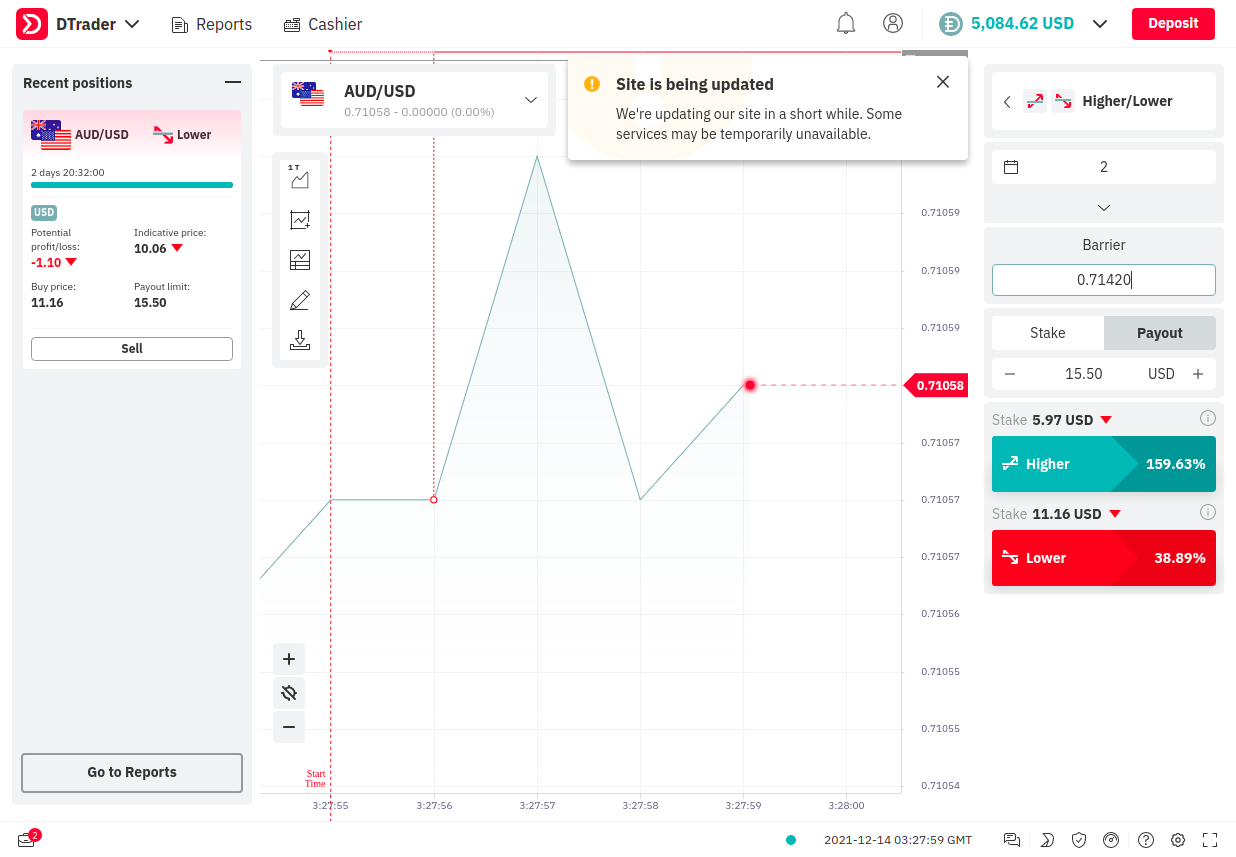 DTrader
Reports
Cashier
5,084.62 USD
Deposit
Recent positions
AUD/USD
Lower
2 days 20:32:00
USD
Potential
profit/loss:
-1.10
Indicative price:
10.06
Buy price:
11.16
Payout limit:
15.50
Sell
Go to Reports
AUD/USD
0.71058 - 0.00000 (0.00%)
1 T
Site is being updated
We're updating our site in a short while. Some
services may be temporarily unavailable.
0.71059
0.71059
0.71059
0.71058
0.71057
0.71057
0.71057
0.71056
0.71055
0.71055
0.71054
Start
Time
3:27:55
3:27:56
3:27:57
3:27:58
3:27:59
3:28:00
Higher/Lower
2
Barrier
0.71420
Stake
Payout
15.50
USD
Stake 5.97 USD
Higher
159.63%
Stake 11.16 USD
Lower
38.89%
2
2021-12-14 03:27:59 GMT